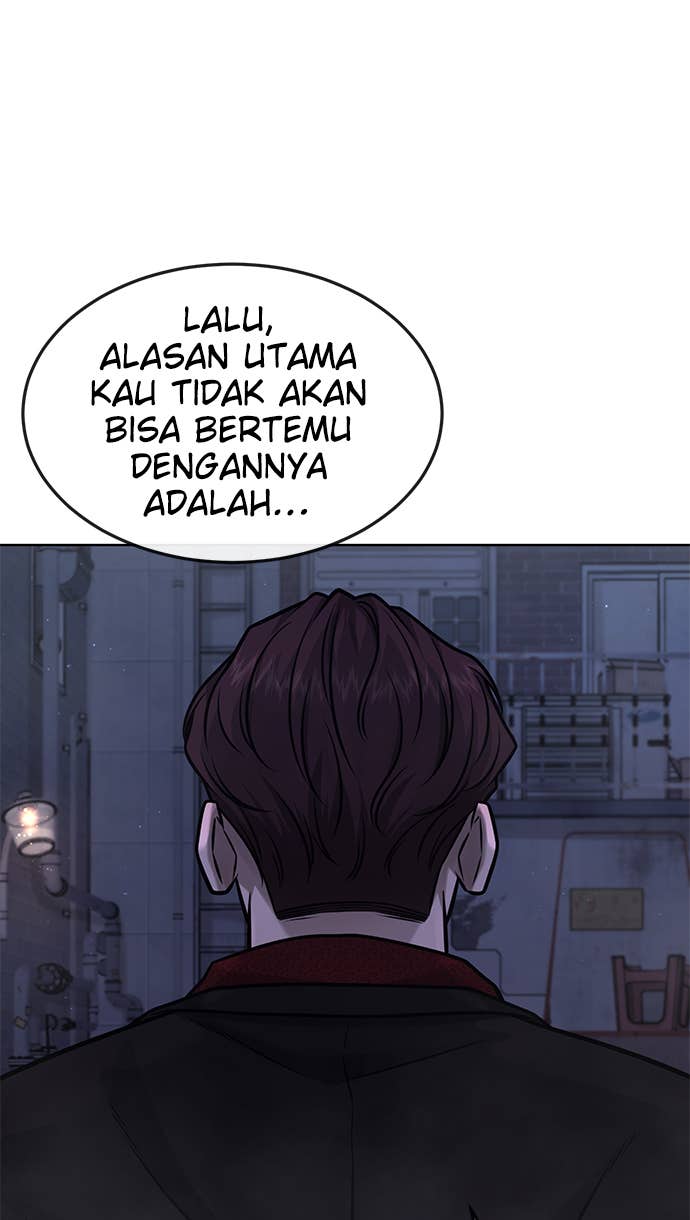 LALU,
ALASAN UTAMA
KAU TIDAK AKAN
BISA BERTEMU
DENGANNYA
ADALAH...